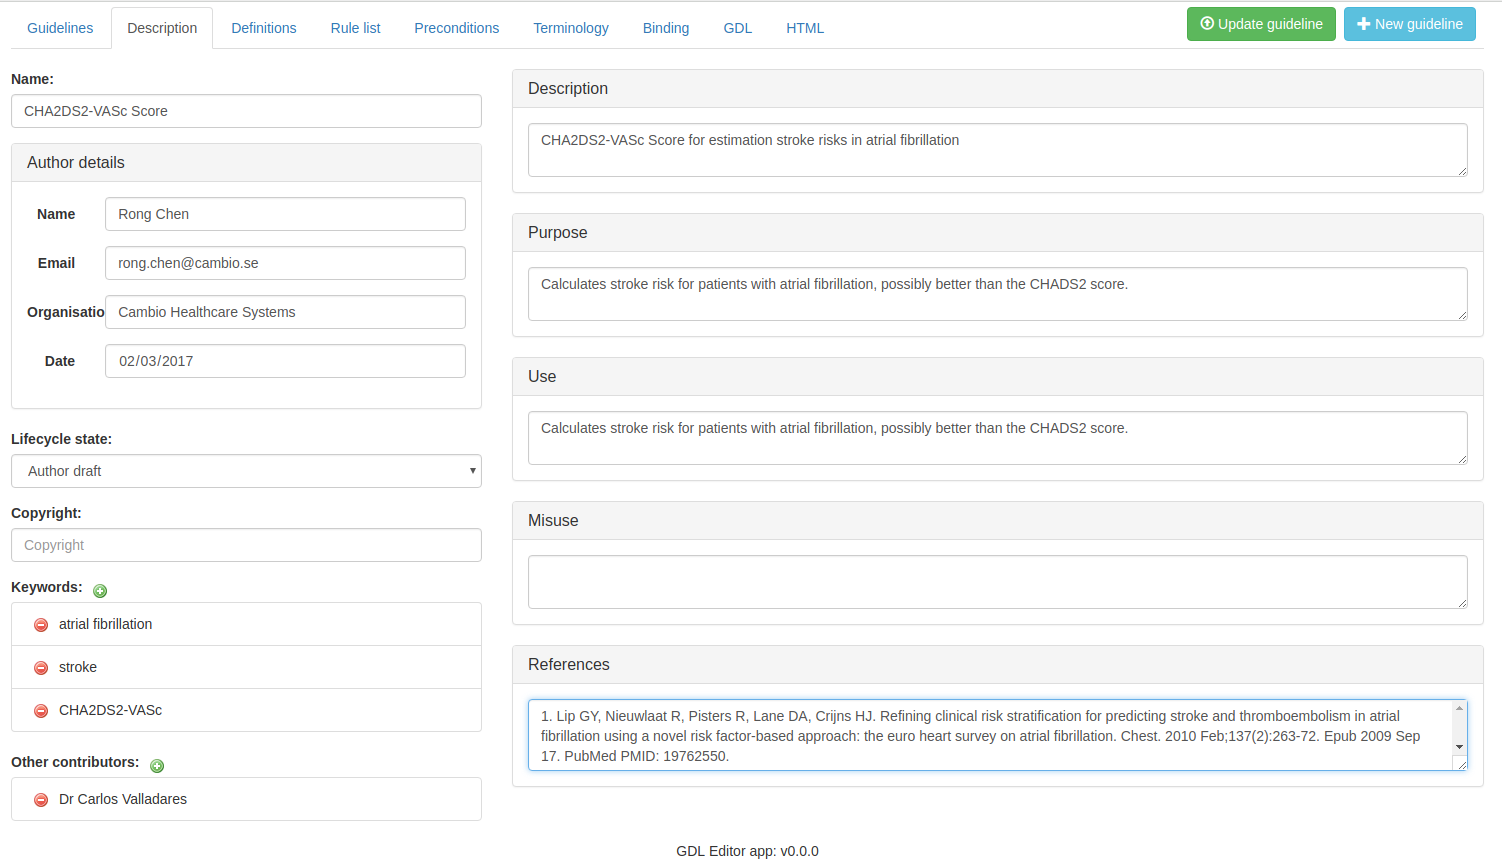 Guidelines
Description
Definitions
Rule list
Preconditions
Terminology
Binding
GDL
HTML
Update guideline
New guideline
Name:
CHA2DS2-VASc Score
Author details
Name
Rong Chen
Email
rong.chen@cambio.se
Organisatio
Cambio Healthcare Systems
Date
02/03/2017
Lifecycle state:
Author draft
Copyright:
Copyright
Keywords:
atrial fibrillation
stroke
CHA2DS2-VASc
Other contributors:
Dr Carlos Valladares
Description
CHA2DS2-VASc Score for estimation stroke risks in atrial fibrillation
Purpose
Calculates stroke risk for patients with atrial fibrillation, possibly better than the CHADS2 score.
Use
Calculates stroke risk for patients with atrial fibrillation, possibly better than the CHADS2 score.
Misuse
References
1. Lip GY, Nieuwlaat R, Pisters R, Lane DA, Crijns HJ. Refining clinical risk stratification for predicting stroke and thromboembolism in atrial
fibrillation using a novel risk factor-based approach: the euro heart survey on atrial fibrillation. Chest. 2010 Feb;137(2):263-72. Epub 2009 Sep
17. PubMed PMID: 19762550.
GDL Editor app: v0.0.0